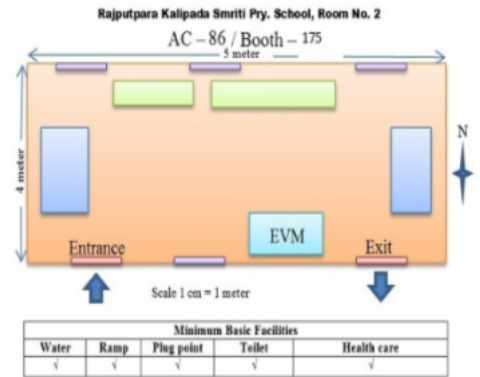 Rajputpara Kalipada Smriti Pry. School, Room No. 2
AC – 86 / Booth – 175
5 meter
4 meter
N
EVM
Entrance
Exit
Scale 1 cm = 1 meter
Minimum Basic Facilities
Water Ramp Plug point Toilet Health care
√ √ √ √ √